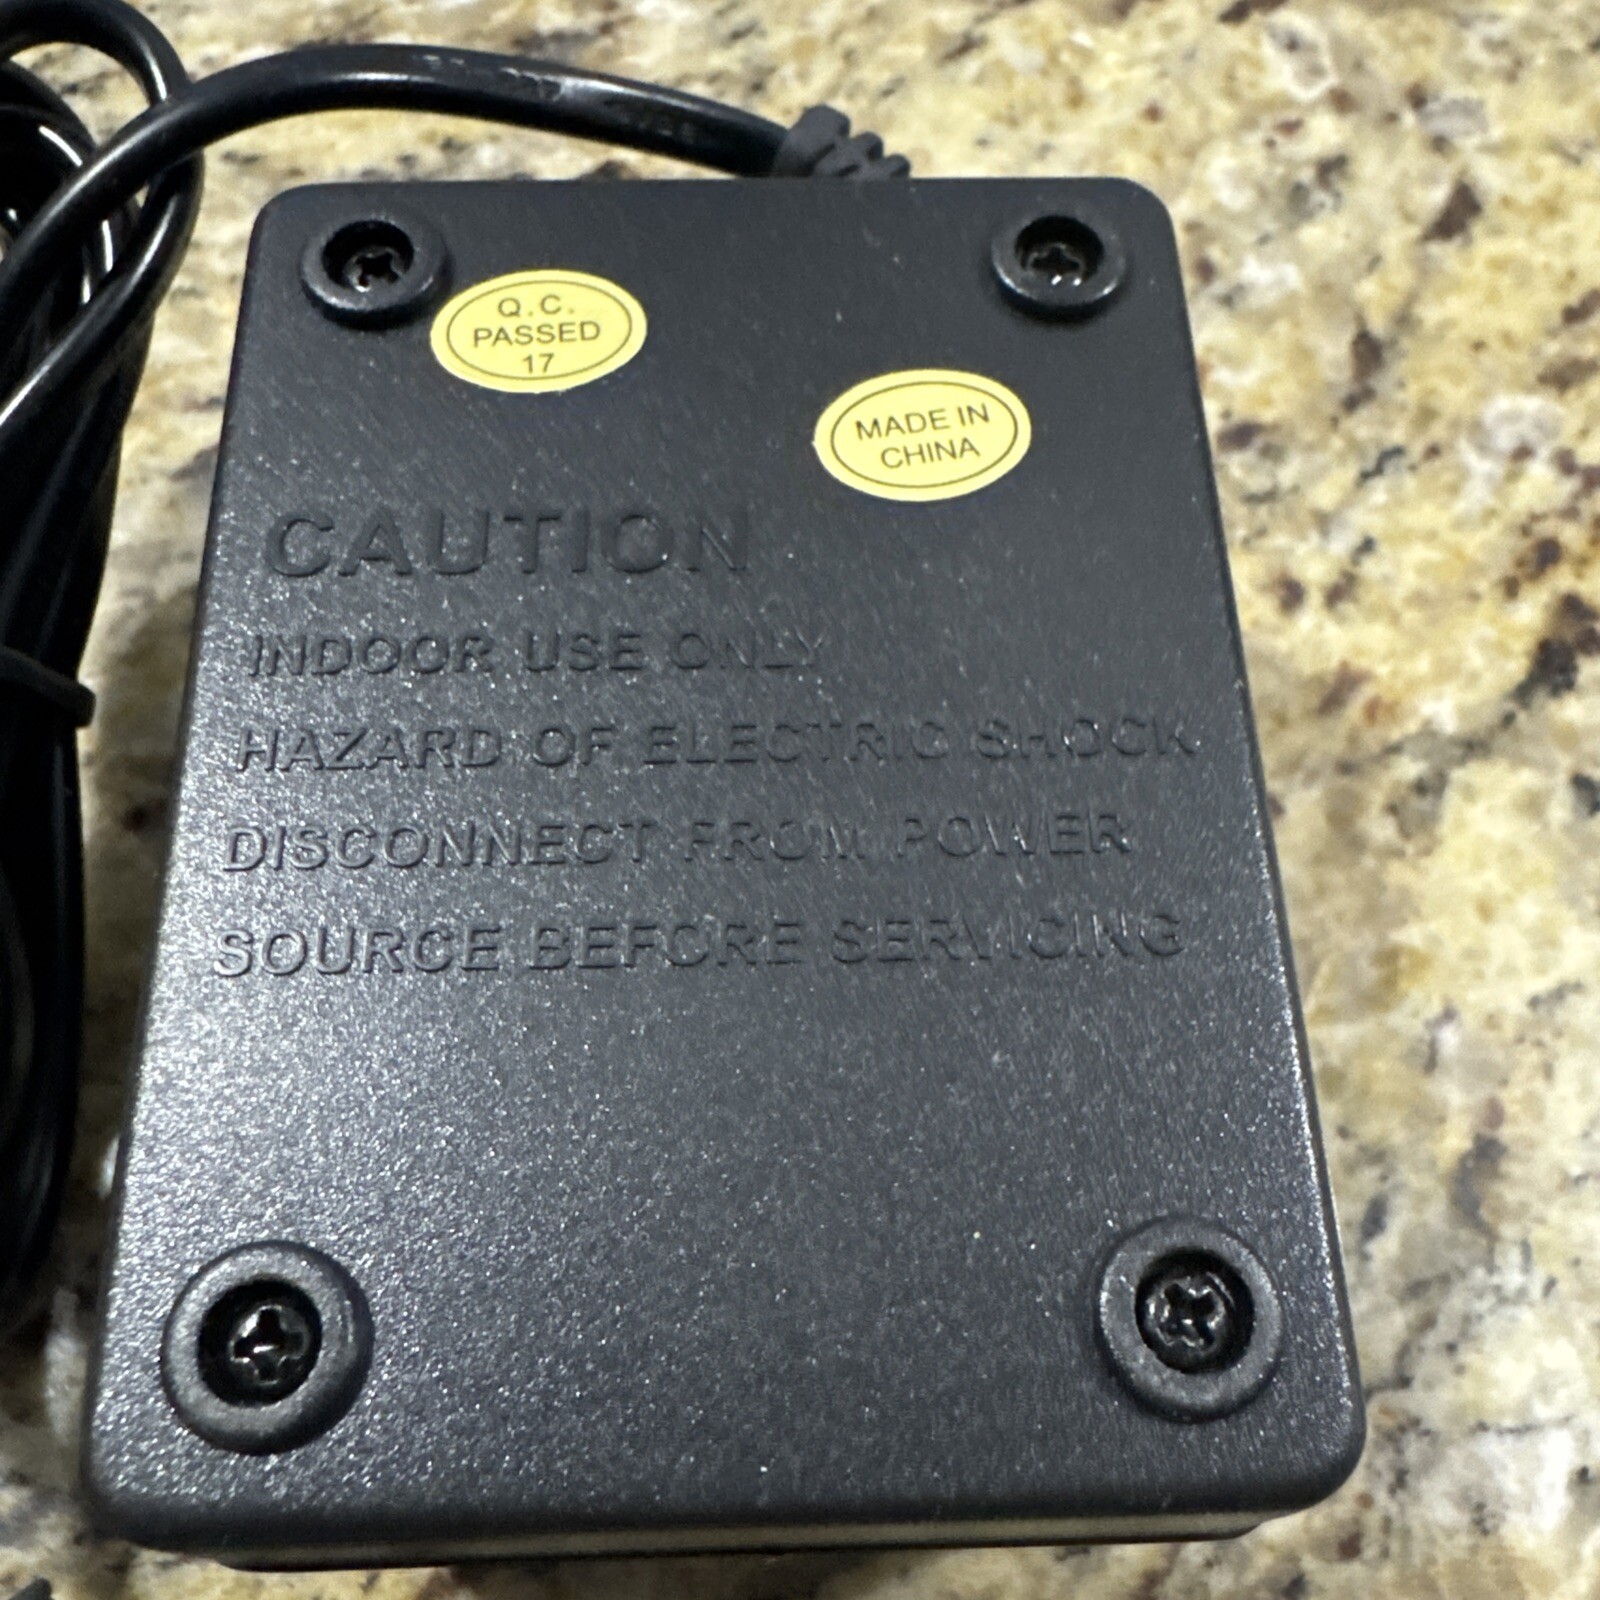 Q.C.
PASSED
17
MADE IN
CHINA
CAUTION
INDOOR USE ONLY
HAZARD OF ELECTRIC SHOCK
DISCONNECT FROM POWER
SOURCE BEFORE SERVICING